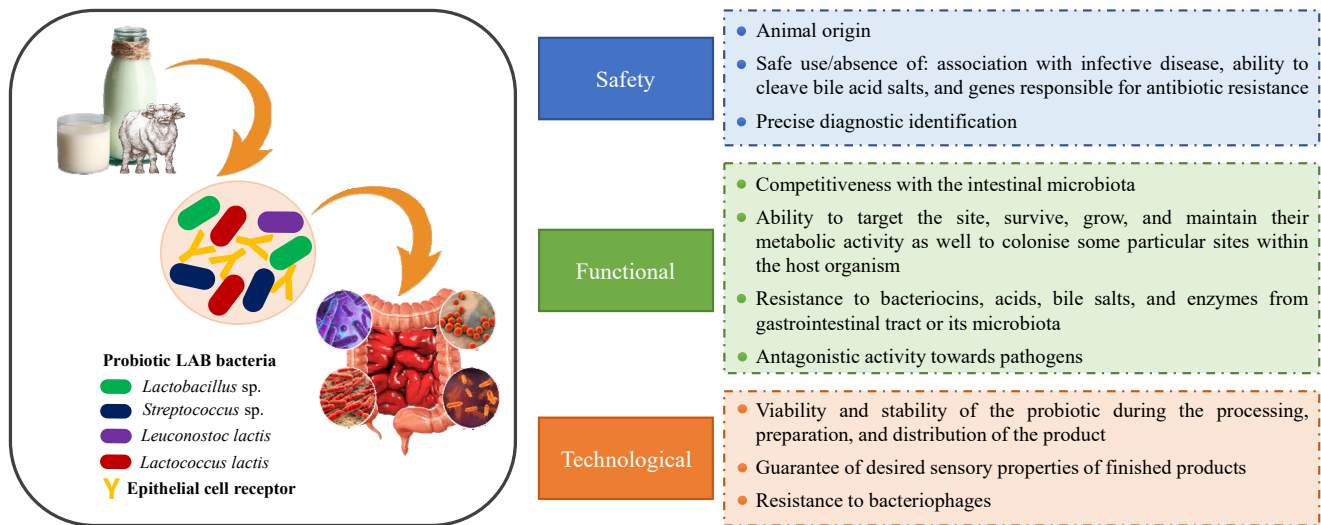 Probiotic LAB bacteria
Lactobacillus sp.
Streptococcus sp.
Leuconostoc lactis
Lactococcus lactis
Epithelial cell receptor
Safety
Animal origin
Safe use/absence of: association with infective disease, ability to
cleave bile acid salts, and genes responsible for antibiotic resistance
Precise diagnostic identification
Functional
Competitiveness with the intestinal microbiota
Ability to target the site, survive, grow, and maintain their
metabolic activity as well to colonise some particular sites within
the host organism
Resistance to bacteriocins, acids, bile salts, and enzymes from
gastrointestinal tract or its microbiota
Antagonistic activity towards pathogens
Technological
Viability and stability of the probiotic during the processing,
preparation, and distribution of the product
Guarantee of desired sensory properties of finished products
Resistance to bacteriophages